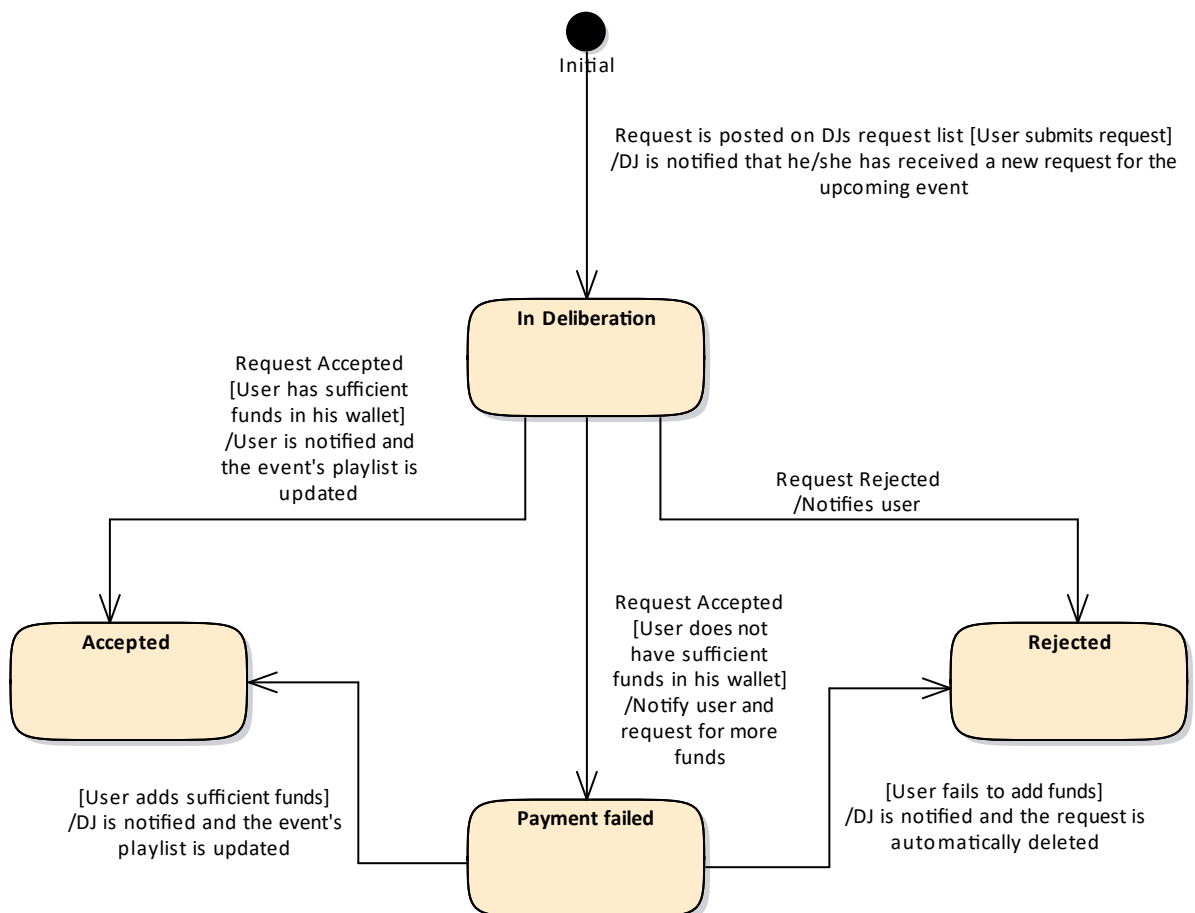 Initial
Request is posted on DJs request list [User submits request]
/DJ is notified that he/she has received a new request for the
upcoming event
In Deliberation
Request Accepted
[User has sufficient
funds in his wallet]
/User is notified and
the event's playlist is
updated
Request Rejected
/Notifies user
Request Accepted
[User does not
have sufficient
funds in his wallet]
/Notify user and
request for more
funds
Accepted
Rejected
[User adds sufficient funds]
/DJ is notified and the event's
playlist is updated
Payment failed
[User fails to add funds]
/DJ is notified and the request is
automatically deleted